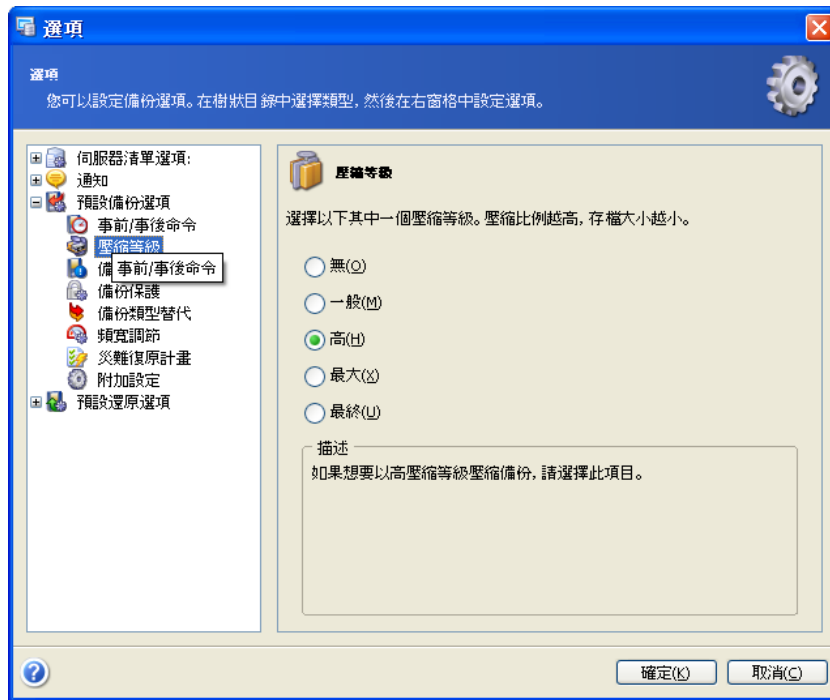 選項
選項
您可以設定備份選項。在樹狀目錄中選擇類型, 然後在右窗格中設定選項。
伺服器清單選項:
通知
預設備份選項
事前/事後命令
壓縮等級
備
事前/事後命令
備份保護
備份類型替代
頻寬調節
災難復原計畫
附加設定
預設還原選項
壓縮等級
選擇以下其中一個壓縮等級。壓縮比例越高, 存檔大小越小。
無(O)
一般(M)
高(H)
最大(X)
最終(U)
描述
如果想要以高壓縮等級壓縮備份, 請選擇此項目。
確定(K)
取消(C)